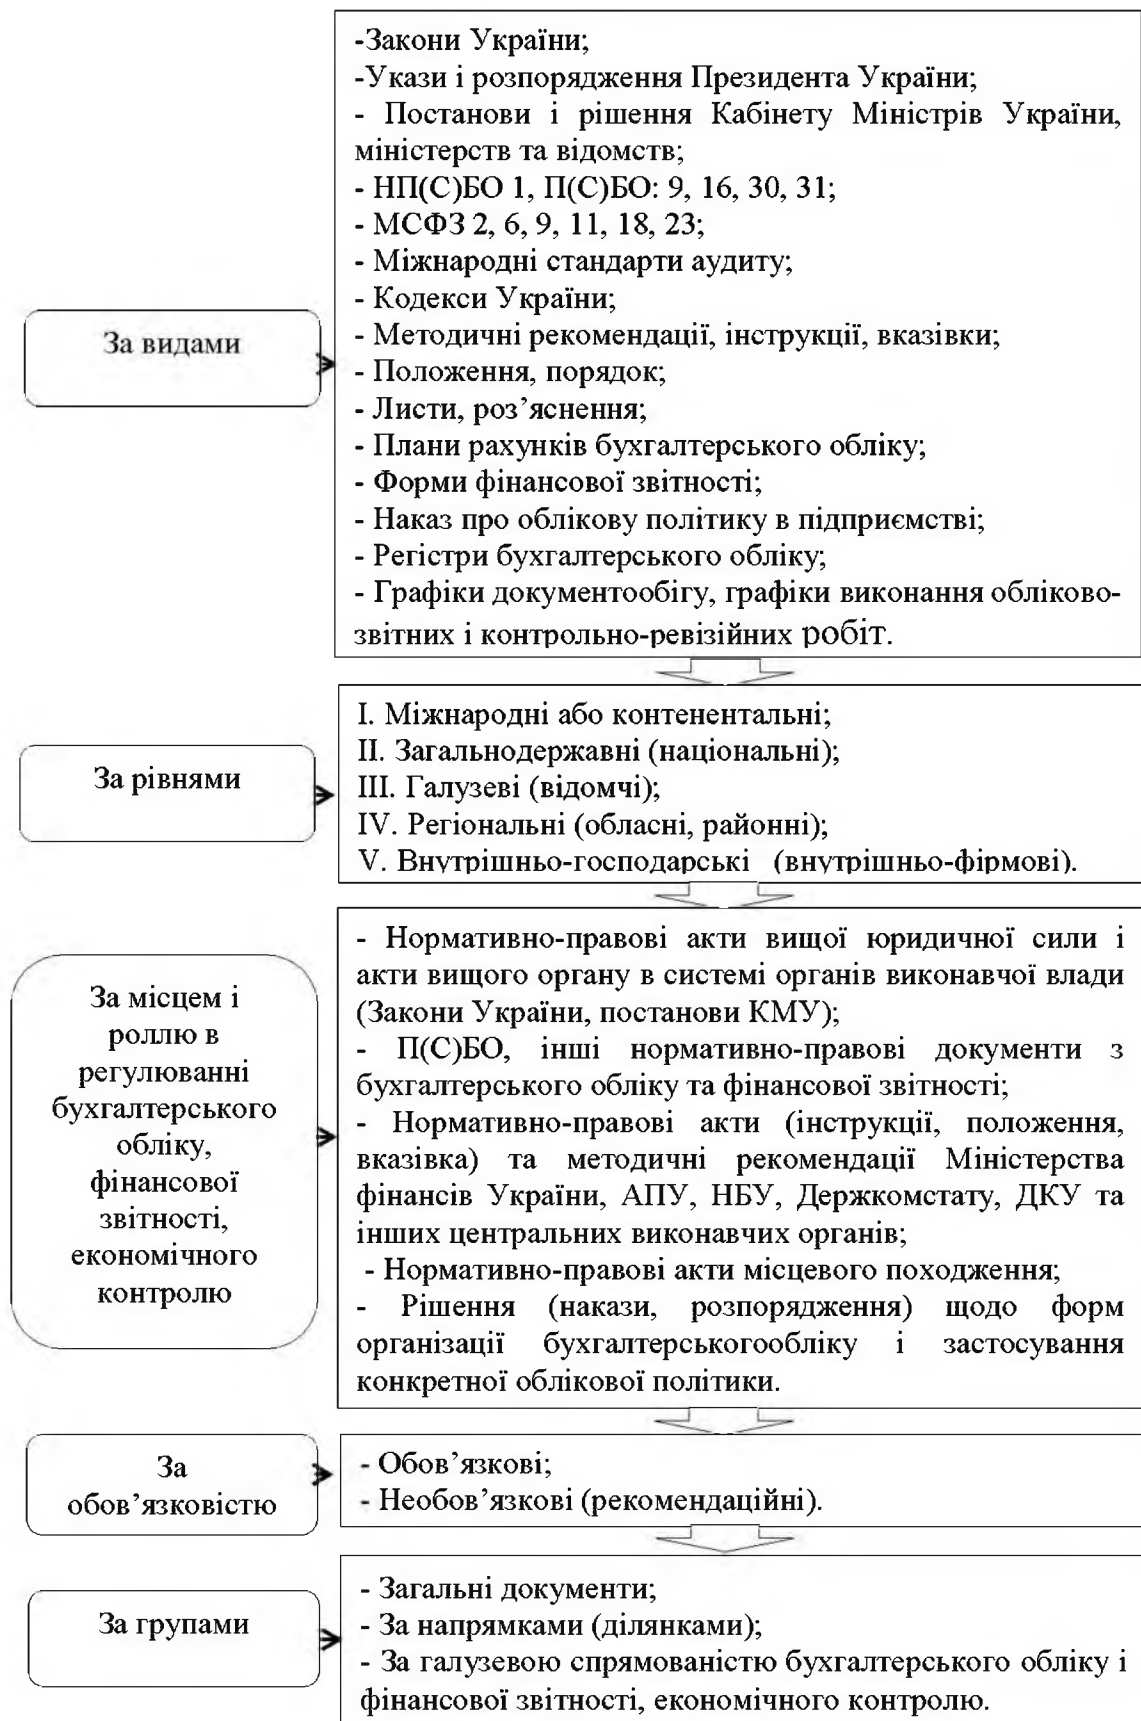 -Закони України;
-Укази і розпорядження Президента України;
- Постанови і рішення Кабінету Міністрів України,
міністерств та відомств;
- НП(С)БО 1, П(С)БО: 9, 16, 30, 31;
- МСФЗ 2, 6, 9, 11, 18, 23;
- Міжнародні стандарти аудиту;
- Кодекси України;
- Методичні рекомендації, інструкції, вказівки;
- Положення, порядок;
- Листи, роз’яснення;
- Плани рахунків бухгалтерського обліку;
- Форми фінансової звітності;
- Наказ про облікову політику в підприємстві;
- Регістри бухгалтерського обліку;
- Графіки документообігу, графіки виконання обліково-
звітних і контрольно-ревізійних робіт.
За видами
I. Міжнародні або контенентальні;
II. Загальнодержавні (національні);
III. Галузеві (відомчі);
IV. Регіональні (обласні, районні);
V. Внутрішньо-господарські (внутрішньо-фірмові).
За рівнями
- Нормативно-правові акти вищої юридичної сили і
акти вищого органу в системі органів виконавчої влади
(Закони України, постанови КМУ);
- П(С)БО, інші нормативно-правові документи з
бухгалтерського обліку та фінансової звітності;
- Нормативно-правові акти (інструкції, положення,
вказівка) та методичні рекомендації Міністерства
фінансів України, АПУ, НБУ, Держкомстату, ДКУ та
інших центральних виконавчих органів;
- Нормативно-правові акти місцевого походження;
- Рішення (накази, розпорядження) щодо форм
організації бухгалтерськогообліку і застосування
конкретної облікової політики.
За місцем і
роллю в
регулюванні
бухгалтерського
обліку,
фінансової
звітності,
економічного
контролю
- Обов’язкові;
- Необов’язкові (рекомендаційні).
За
обов’язковістю
- Загальні документи;
- За напрямками (ділянками);
- За галузевою спрямованістю бухгалтерського обліку і
фінансової звітності, економічного контролю.
За групами